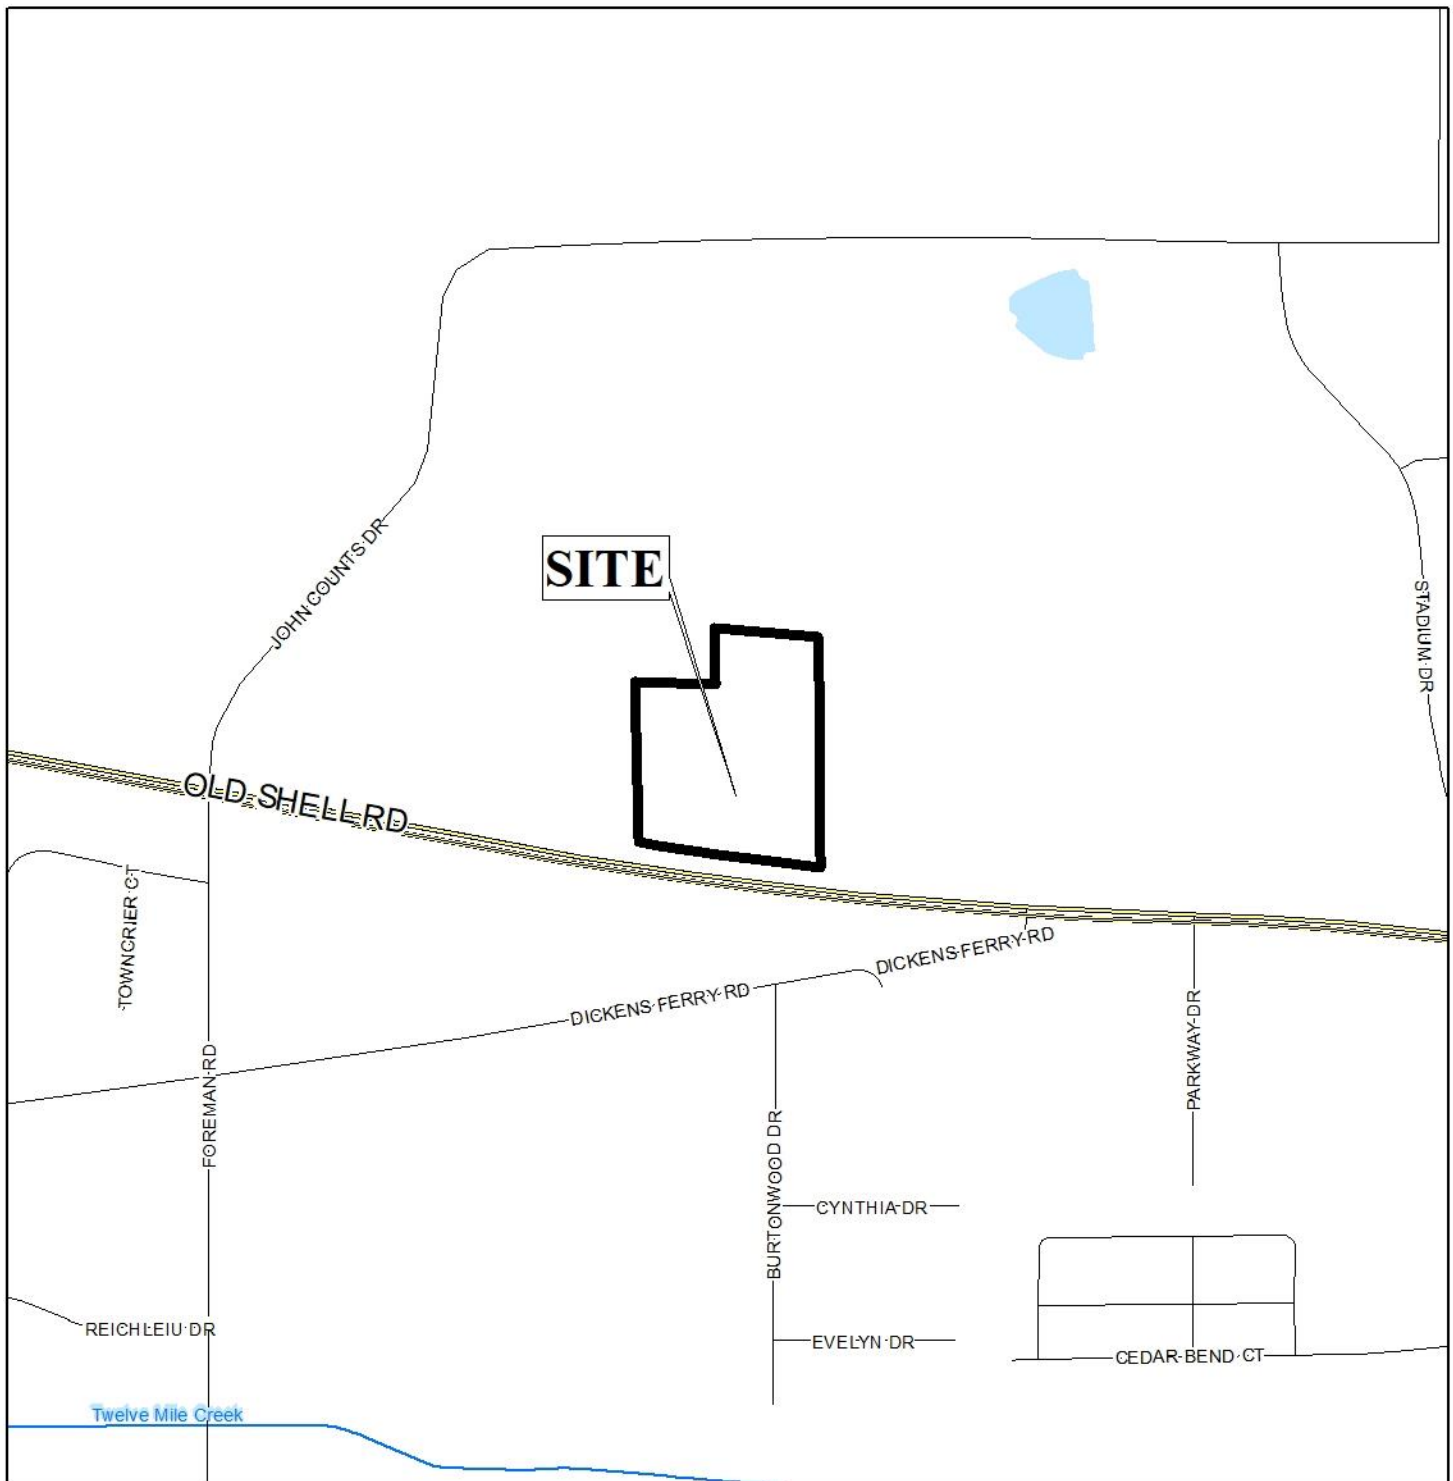 JOHN COUNTS DR
SITE
STADIUM DR
OLD SHELL RD
TOWNCRIER CT
DICKENS FERRY RD
DICKENS FERRY RD
FOREMAN RD
PARKWAY DR
BURTONWOOD DR
CYNTHIA DR
REICHLEIU DR
EVELYN DR
CEDAR BEND CT
Twelve Mile Creek